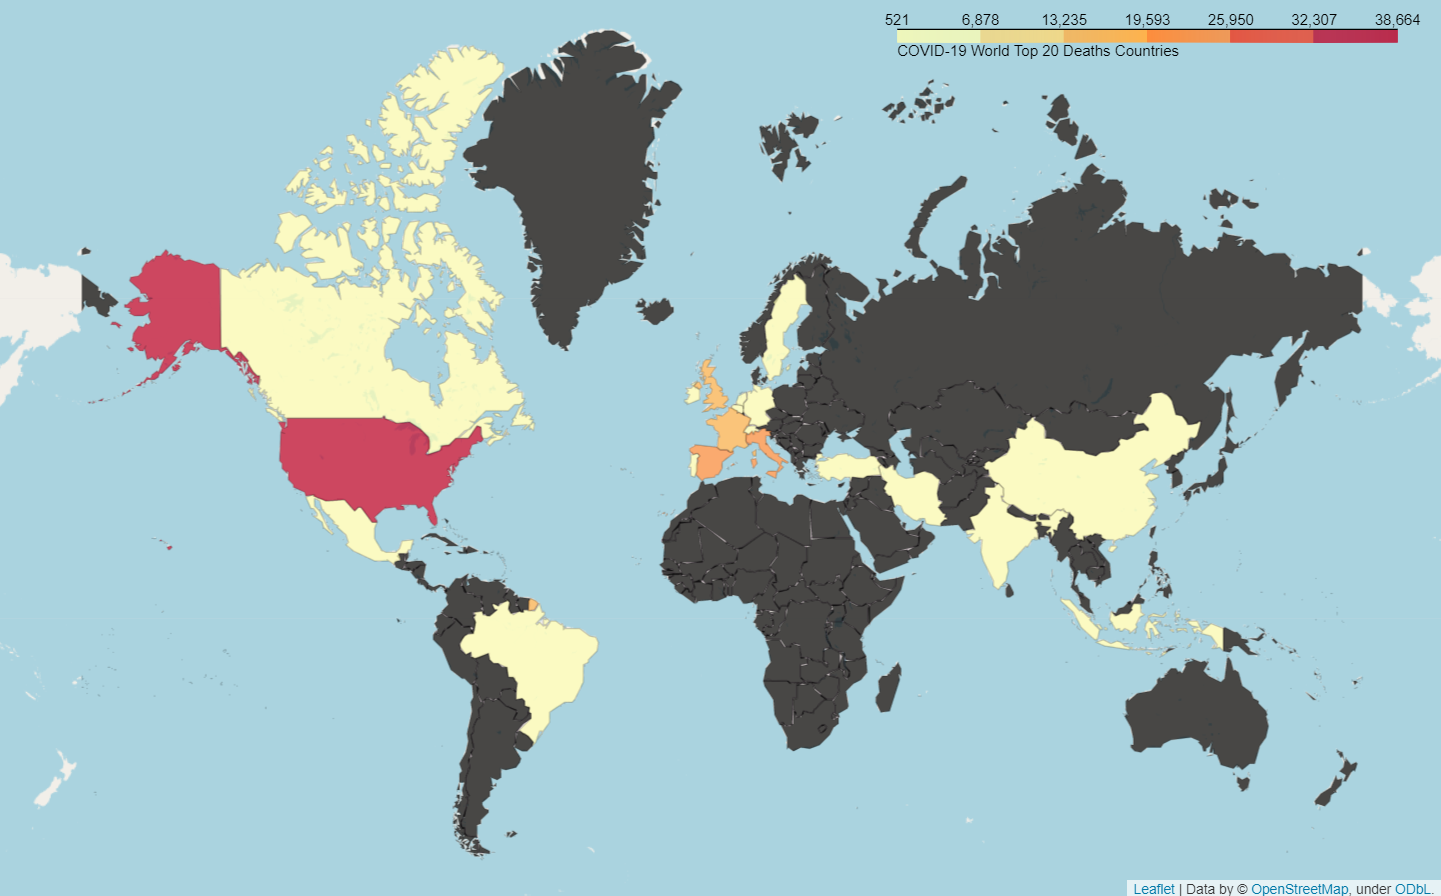 521 6,878 13,235 19,593 25,950 32,307 38,664
COVID-19 World Top 20 Deaths Countries
Leaflet | Data by © OpenStreetMap, under ODbL.